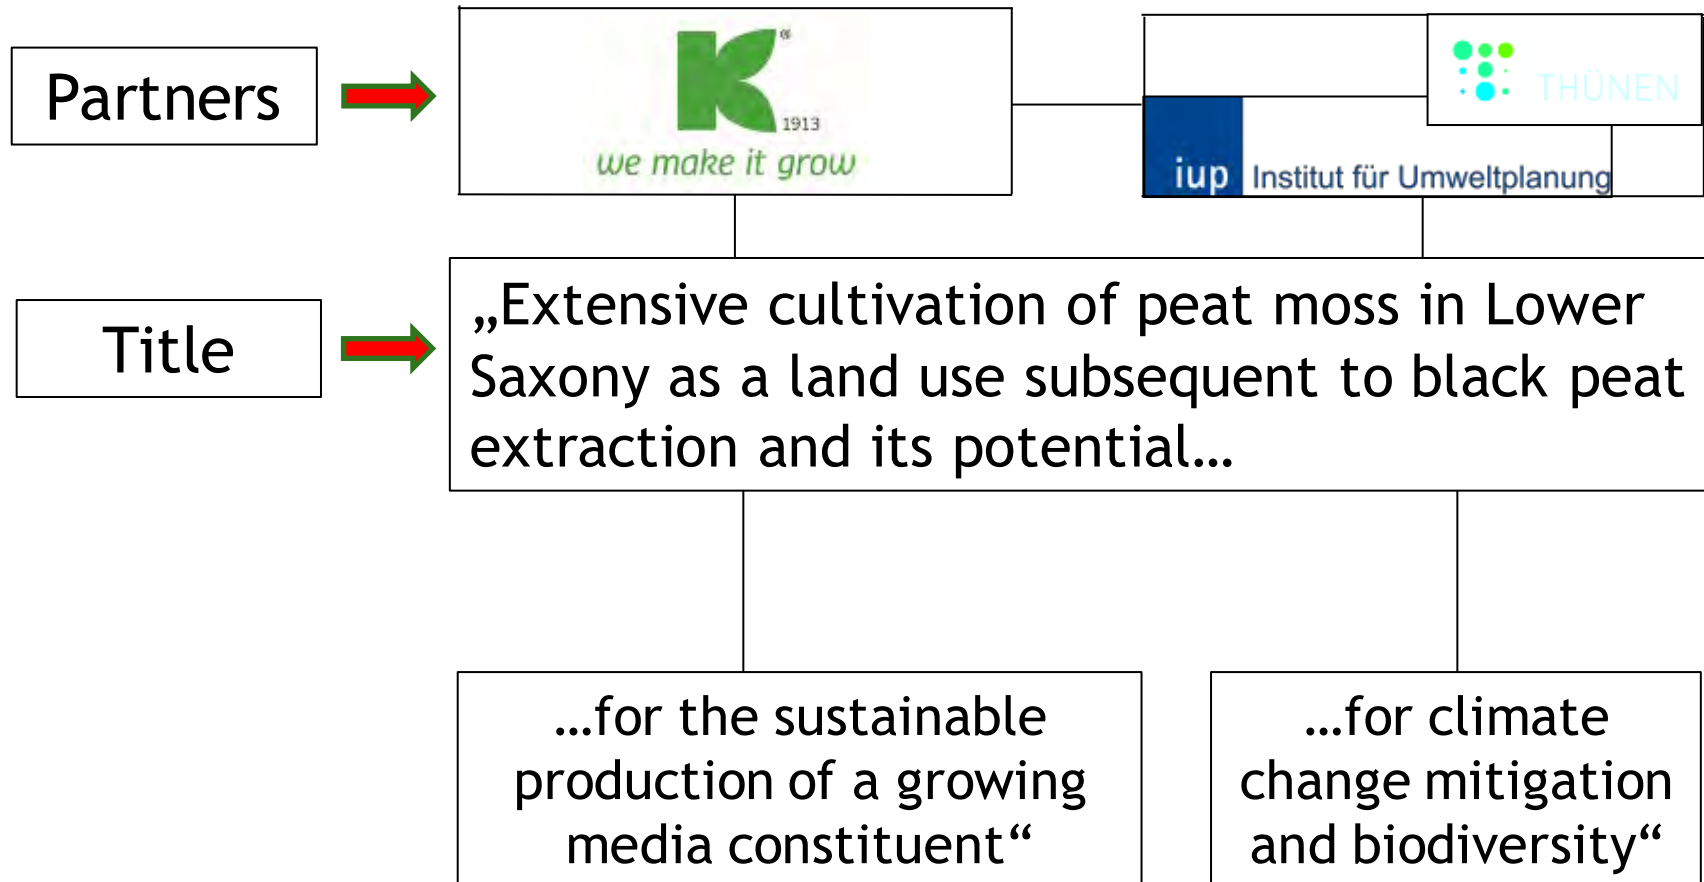 Partners
®
K
1913
we make it grow
THÜNEN
iup Institut für Umweltplanung
Title
„Extensive cultivation of peat moss in Lower
Saxony as a land use subsequent to black peat
extraction and its potential…
…for the sustainable
production of a growing
media constituent“
…for climate
change mitigation
and biodiversity“